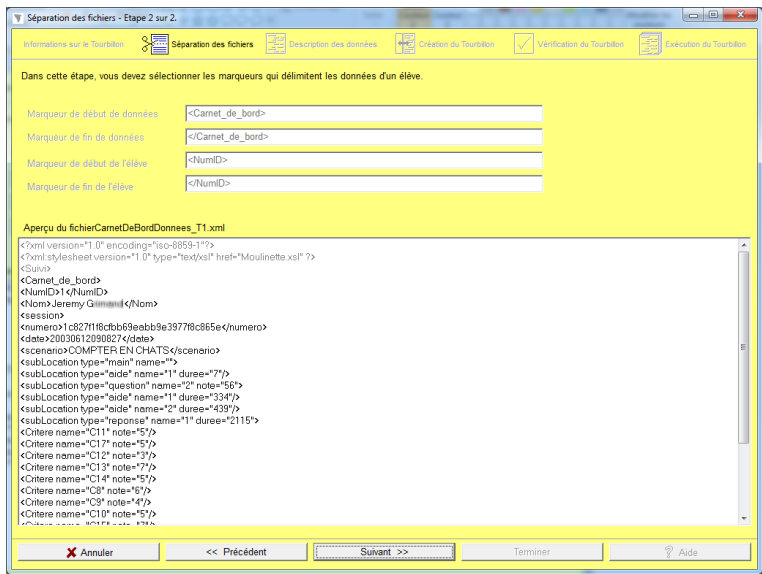 Séparation des fichiers - Etape 2 sur 2.
Informations sur le Tourbillon
Séparation des fichiers
Description des données
Création du Tourbillon
Vérification du Tourbillon
Exécution du Tourbillon
Dans cette étape, vous devez sélectionner les marqueurs qui délimitent les données d'un élève.
Marqueur de début de données
<Carnet_de_bord>
Marqueur de fin de données
</Carnet_de_bord>
Marqueur de début de l'élève
<NumID>
Marqueur de fin de l'élève
</NumID>
Aperçu du fichierCarnetDeBordDonnees_T1.xml
<?xml version="1.0" encoding="iso-8859-1"?>
<?xml:stylesheet version="1.0" type="text/xsl" href="Moulinette.xsl" ?>
<Suivi>
<Carnet_de_bord>
<NumID>1</NumID>
<Nom>Jeremy </Nom>
<session>
<numero>1c827f1f8cfbb69eabb9e3977f8c865e</numero>
<date>20030612090827</date>
<scenario>COMPTER EN CHATS</scenario>
<subLocation type="main" name="">
<subLocation type="aide" name="1" duree="7"/>
<subLocation type="question" name="2" note="56">
<subLocation type="aide" name="1" duree="334"/>
<subLocation type="aide" name="2" duree="439"/>
<subLocation type="reponse" name="1" duree="2115">
<Critere name="C11" note="5"/>
<Critere name="C17" note="5"/>
<Critere name="C12" note="3"/>
<Critere name="C13" note="7"/>
<Critere name="C14" note="5"/>
<Critere name="C8" note="6"/>
<Critere name="C9" note="4"/>
<Critere name="C10" note="5"/>
Annuler
<< Précédent
Suivant >>
Terminer
Aide